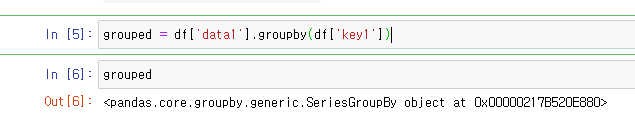 In [5]: grouped = df['data1'].groupby(df['key1'])
In [6]: grouped
Out[6]: <pandas.core.groupby.generic.SeriesGroupBy object at 0x00000217B520E880>